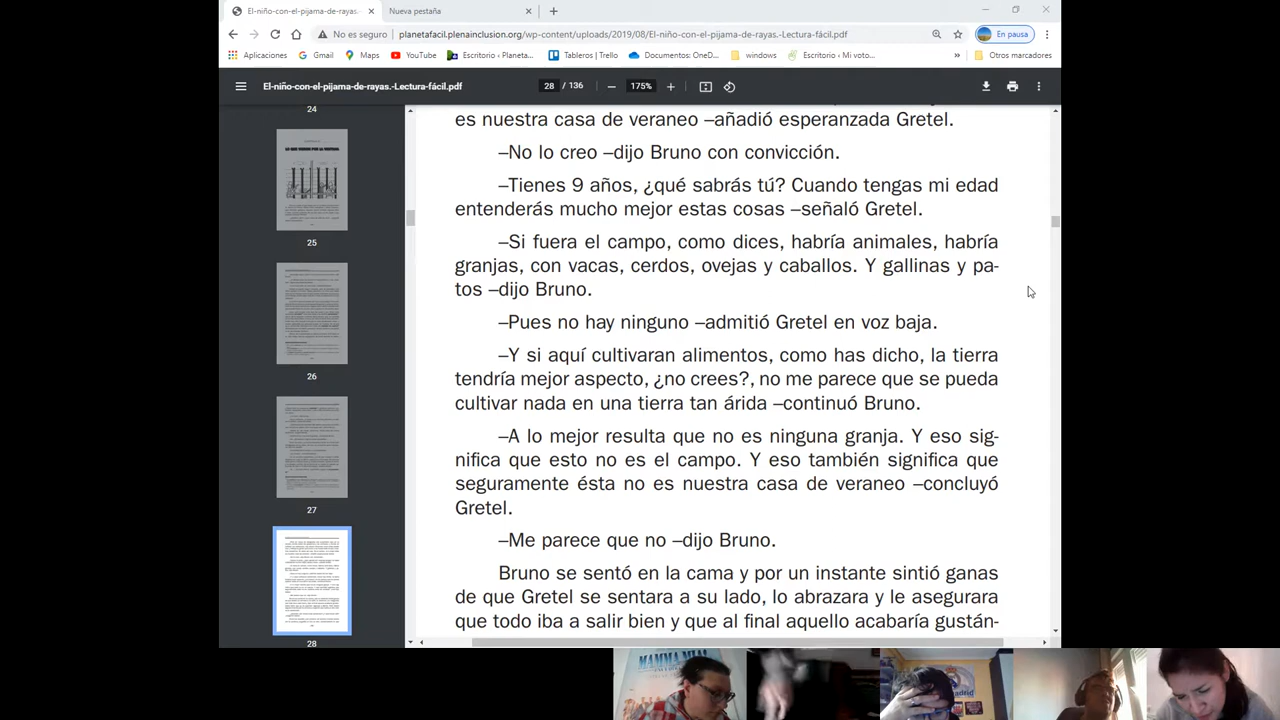 El-niño-con-el-pijama-de-rayas.-L
Nueva pestaña
No es seguro
planetafacil.plenainclusion.org/wp-content/uploads/2019/08/El-niño-con-el-pijama-de-rayas.-Lectura-fácil.pdf
En pausa
Aplicaciones
Gmail
Maps
YouTube
Escritorio ‹ Planeta...
Tableros | Trello
Documentos: OneD...
windows
Escritorio ‹ Mi voto...
Otros marcadores
El-niño-con-el-pijama-de-rayas.-Lectura-fácil.pdf
28 / 136
175%
24
25
26
27
28
es nuestra casa de veraneo –añadió esperanzada Gretel.
–No lo creo –dijo Bruno con convicción.
–Tienes 9 años, ¿qué sabrás tú? Cuando tengas mi edad
entenderás mucho mejor estas cosas –señaló Gretel.
–Si fuera el campo, como dices, habría animales, habría
granjas, con vacas, cerdos, ovejas y caballos. Y gallinas y pa-
tos –dijo Bruno.
–Pues no hay ninguno –admitió Gretel en voz baja.
–Y si aquí cultivaran alimentos, como has dicho, la tierra
tendría mejor aspecto, ¿no crees?, no me parece que se pueda
cultivar nada en una tierra tan árida –continuó Bruno.
–A lo mejor esto es que no es ninguna granja. Y eso sig-
nifica que esto no es el campo. Pero también significa que
seguramente ésta no es nuestra casa de veraneo –concluyó
Gretel.
–Me parece que no –dijo Bruno.
Bruno se sentó en la cama y por un instante sintió ganas
de que Gretel se sentara a su lado, lo abrazara y le asegurara
que todo iba a salir bien y que al final aquello acabaría gustán-
MAMMA MIA!